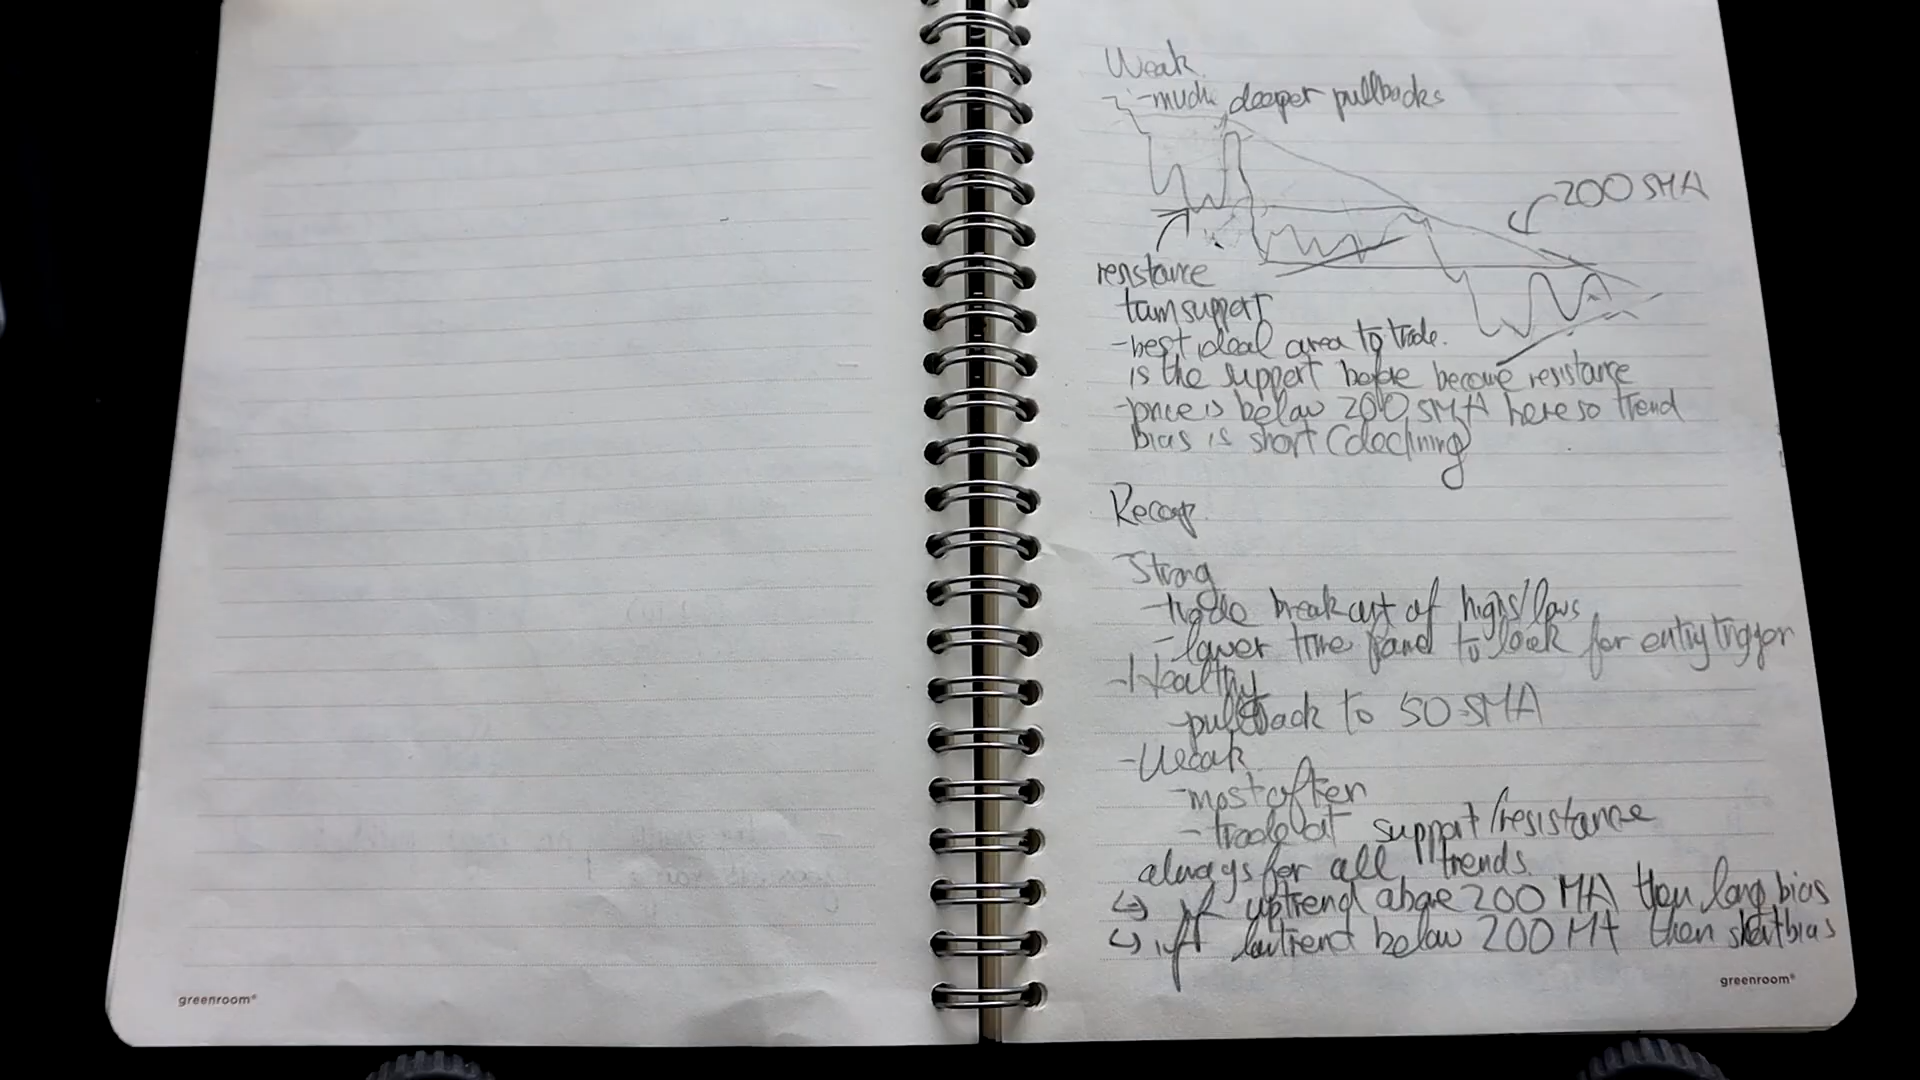 Weak
-much deeper pullbacks
200 SMA
resistance
turn support
-best ideal area to trade.
is the support before become resistance
-price is below 200 SMA here so trend
bias is short (declining)
Recap.
Strong
-trade break out of highs/lows
-lower time to look for entry trigger
-Healthy
-pullback to 50 SMA
-Weak
-most often
-trade at support/resistance
always for all trends.
↳ if uptrend above 200 MA then long bias
↳ if below 200 MA then short bias
greenroom®
greenroom®